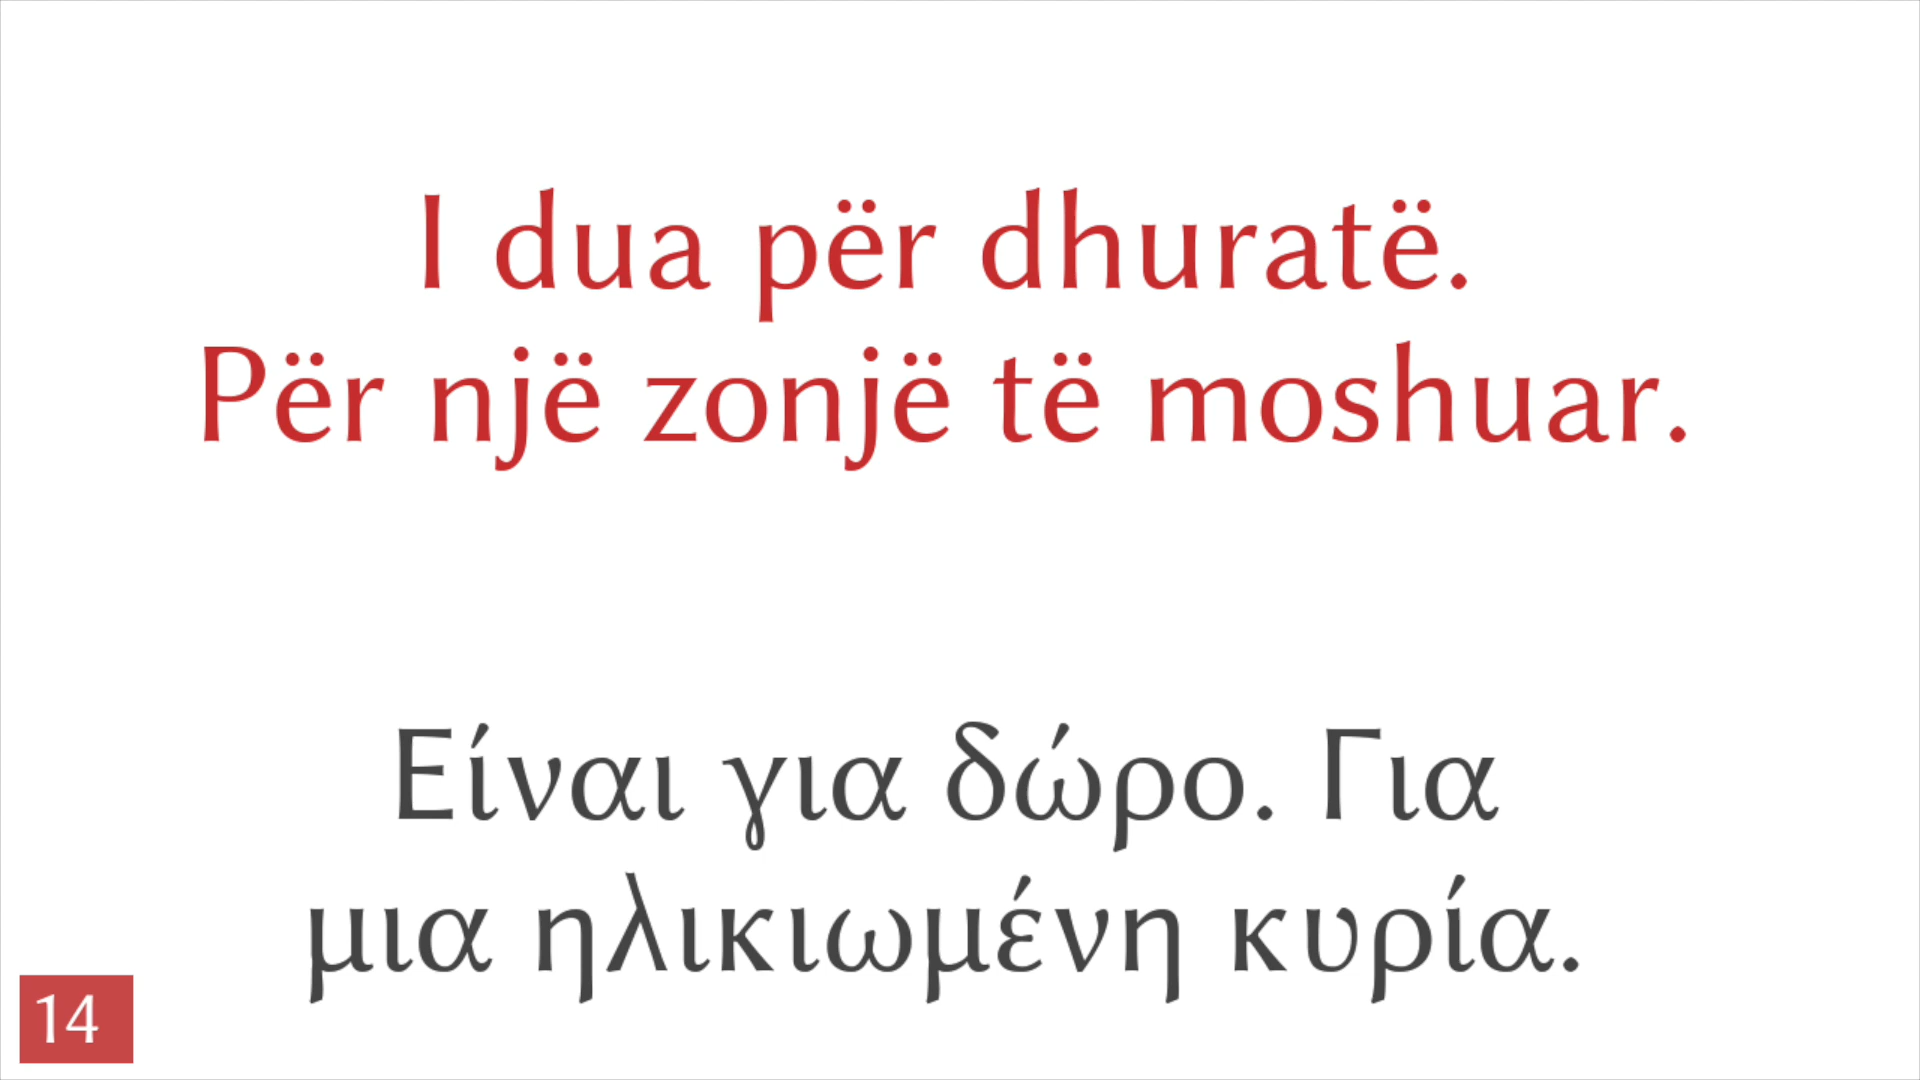 I dua për dhuratë.
Për një zonjë të moshuar.
Είναι για δώρο. Για
μια ηλικιωμένη κυρία.
14